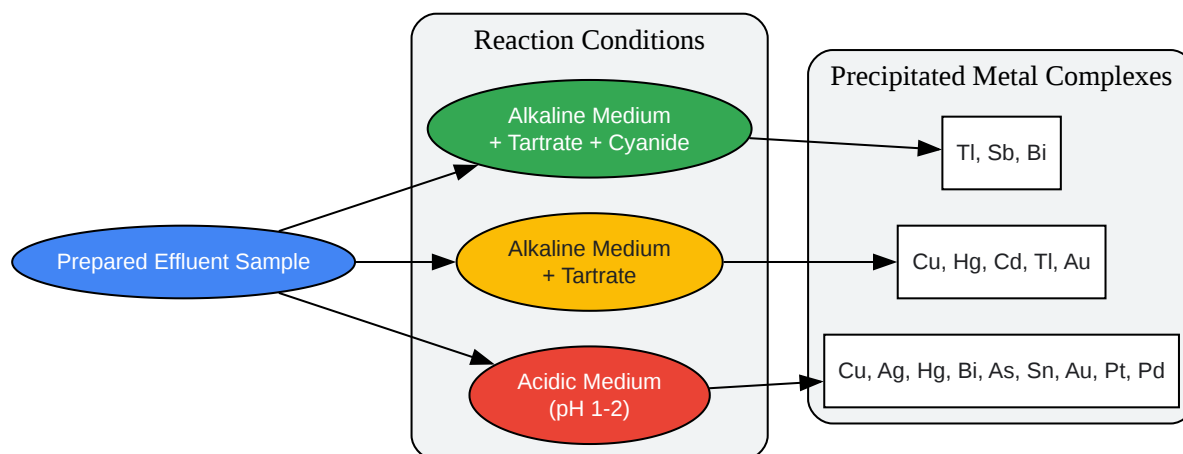 Reaction Conditions
Precipitated Metal Complexes
Alkaline Medium
+ Tartrate + Cyanide
Tl, Sb, Bi
Prepared Effluent Sample
Alkaline Medium
+ Tartrate
Cu, Hg, Cd, Tl, Au
Acidic Medium
(pH 1-2)
Cu, Ag, Hg, Bi, As, Sn, Au, Pt, Pd